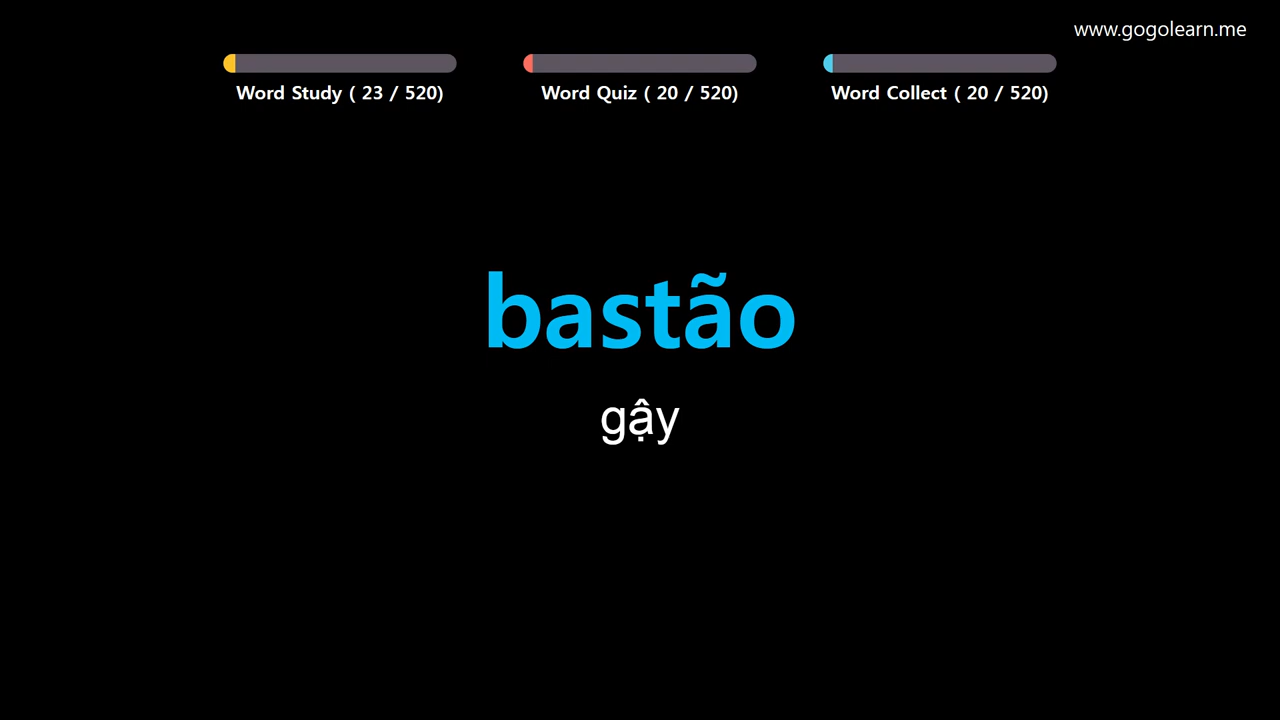 www.gogolearn.me
Word Study ( 23 / 520)
Word Quiz ( 20 / 520)
Word Collect ( 20 / 520)
bastão
gậy